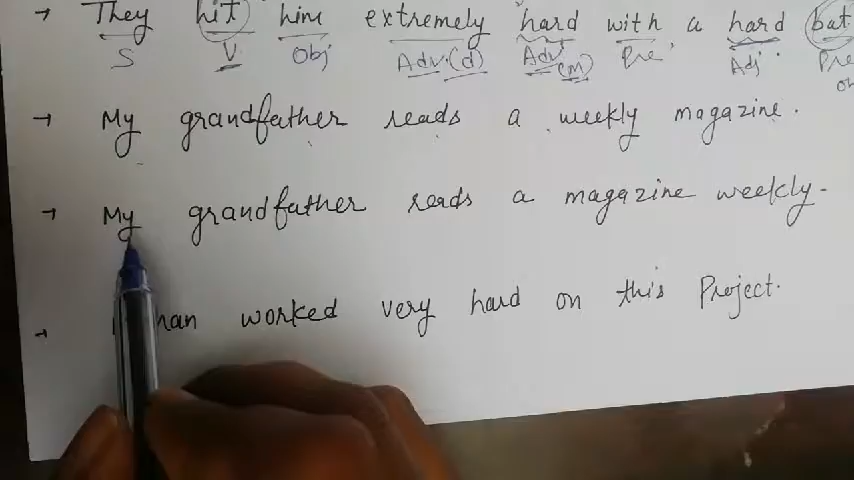 → They hit him extremely hard with a hard bat
S V Obj Adv.(d) Adv (m) Pre Adj. Pre
→ My grandfather reads a weekly magazine.
→ My grandfather reads a magazine weekly.
→ worked very hard on this Project.